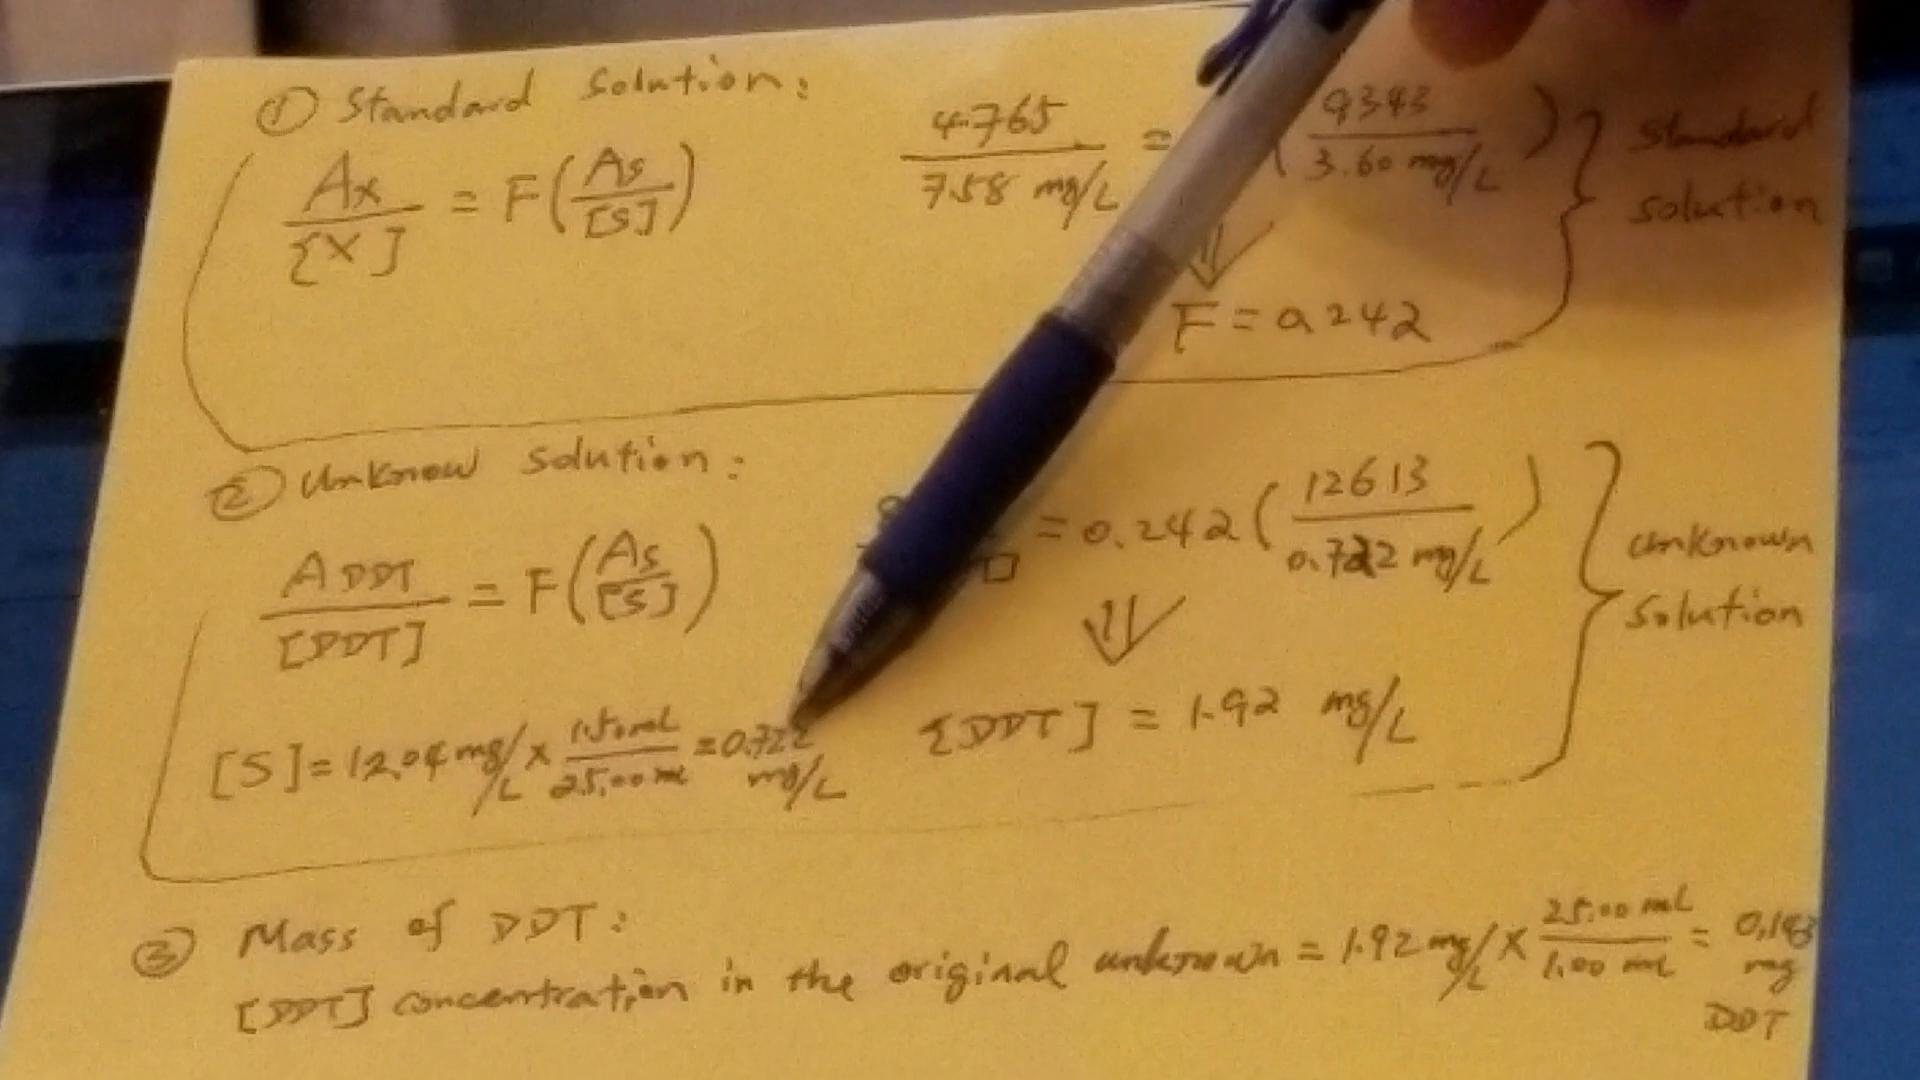 ① Standard Solution:
Ax / [X] = F(As / [S])
4765 / 7.58 mg/L = ( 9343 / 3.60 mg/L )
Standard
solution
F = 0.242
② Unknow solution:
A DDT / [DDT] = F(As / [S])
= 0.242 ( 12613 / 0.722 mg/L )
unknown
solution
[S] = 12.04 mg/L x 1.50 mL / 25.00 mL = 0.722 mg/L
[DDT] = 1.92 mg/L
③ Mass of DDT:
[DDT] concentration in the original unknown = 1.92 mg/L x 25.00 mL / 1.00 mL =
mg
DDT